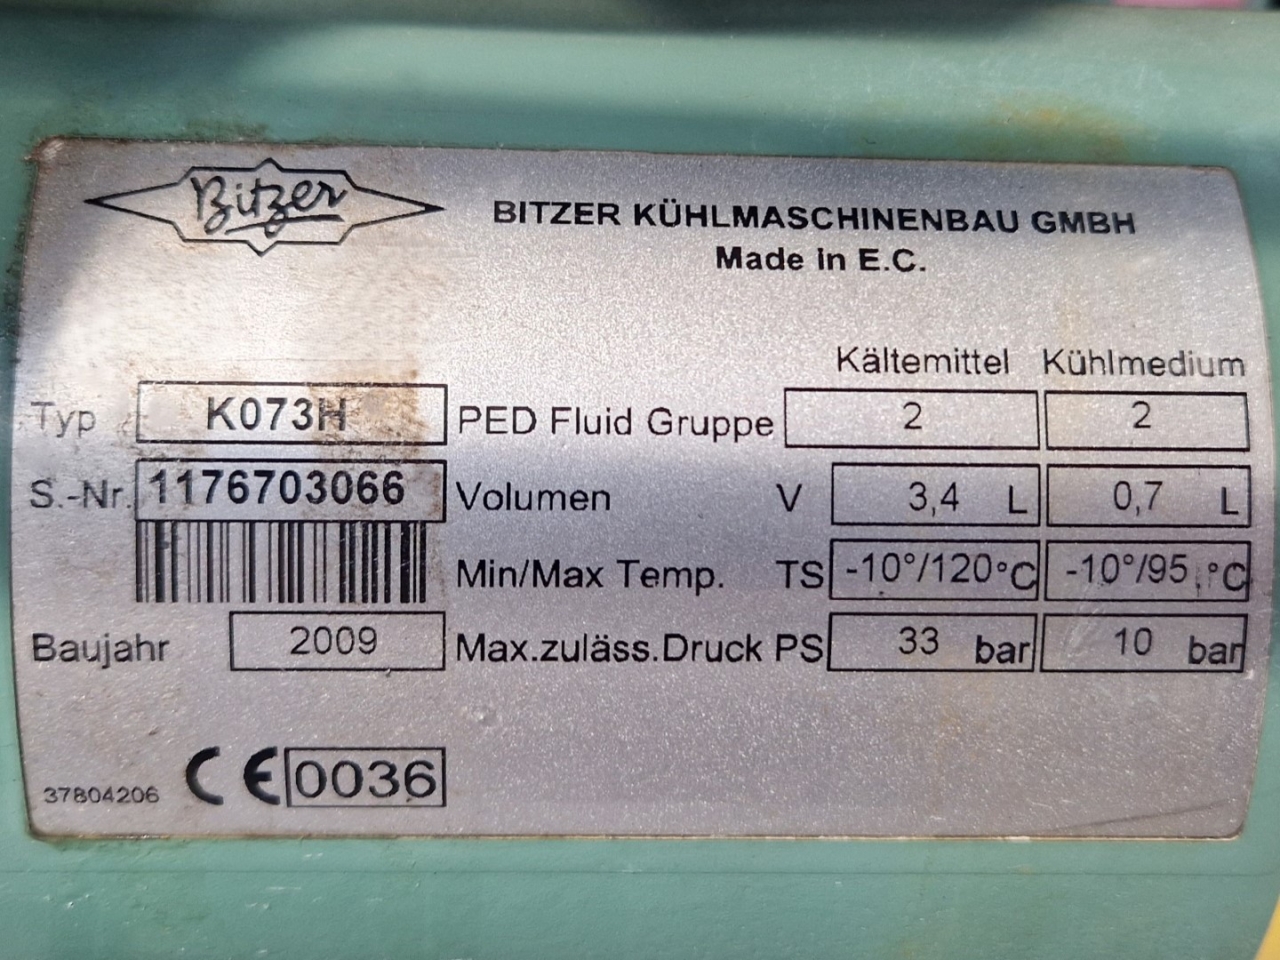 Bitzer
BITZER KÜHLMASCHINENBAU GMBH
Made in E.C.
Kältemittel Kühlmedium
Typ K073H PED Fluid Gruppe 2 2
S.-Nr. 1176703066 Volumen V 3,4 L 0,7 L
Min/Max Temp. TS -10°/120°C -10°/95 °C
Baujahr 2009 Max.zuläss.Druck PS 33 bar 10 bar
37804206 CE 0036